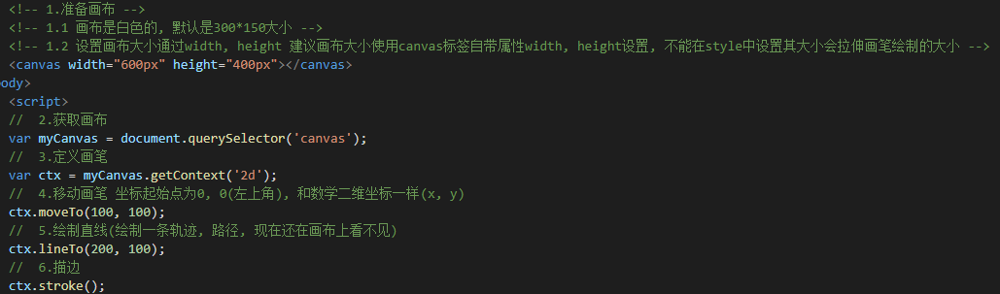 <!-- 1.准备画布 -->
<!-- 1.1 画布是白色的, 默认是300*150大小 -->
<!-- 1.2 设置画布大小通过width, height 建议画布大小使用canvas标签自带属性width, height设置, 不能在style中设置其大小会拉伸画笔绘制的大小 -->
<canvas width="600px" height="400px"></canvas>
ody>
<script>
//  2.获取画布
var myCanvas = document.querySelector('canvas');
//  3.定义画笔
var ctx = myCanvas.getContext('2d');
//  4.移动画笔 坐标起始点为0, 0(左上角), 和数学二维坐标一样(x, y)
ctx.moveTo(100, 100);
//  5.绘制直线(绘制一条轨迹, 路径, 现在还在画布上看不见)
ctx.lineTo(200, 100);
//  6.描边
ctx.stroke();